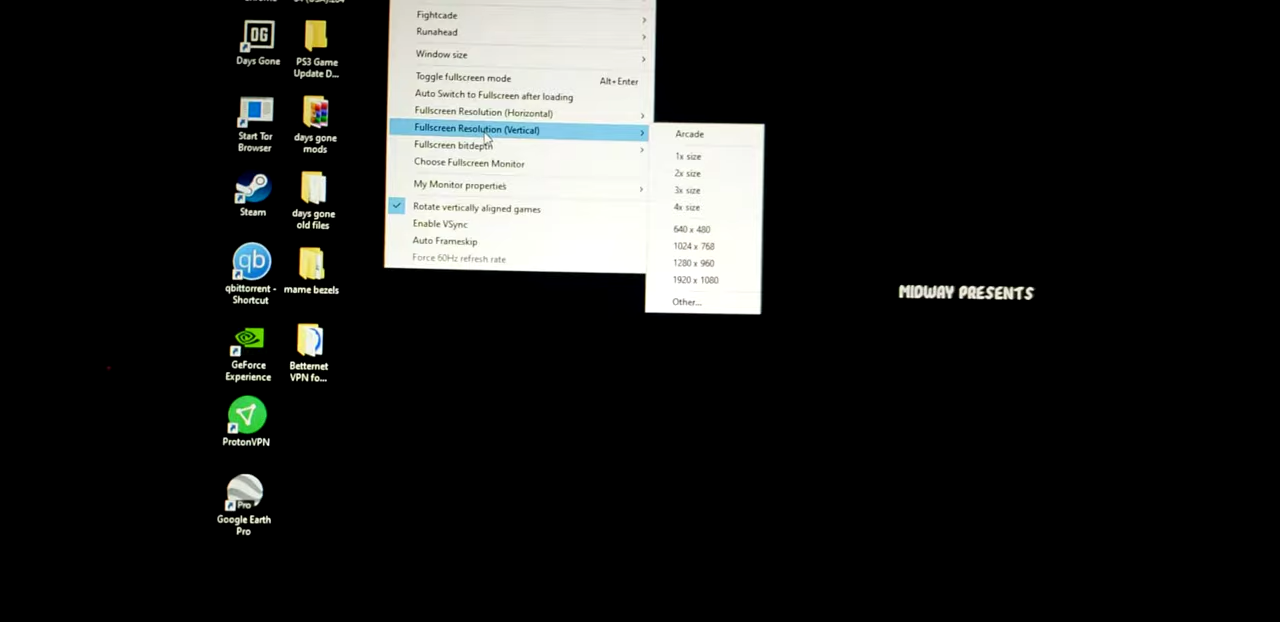 DG
Days Gone
PS3 Game
Update D...
Start Tor
Browser
days gone
mods
Steam
days gone
old files
qb
qbittorrent -
Shortcut
mame bezels
GeForce
Experience
Betternet
VPN fo...
ProtonVPN
Pro
Google Earth
Pro
Fightcade
Runahead
Window size
Toggle fullscreen mode Alt+Enter
Auto Switch to Fullscreen after loading
Fullscreen Resolution (Horizontal)
Fullscreen Resolution (Vertical)
Fullscreen bitdepth
Choose Fullscreen Monitor
My Monitor properties
Rotate vertically aligned games
Enable VSync
Auto Frameskip
Force 60Hz refresh rate
Arcade
1x size
2x size
3x size
4x size
640 x 480
1024 x 768
1280 x 960
1920 x 1080
Other...
MIDWAY PRESENTS